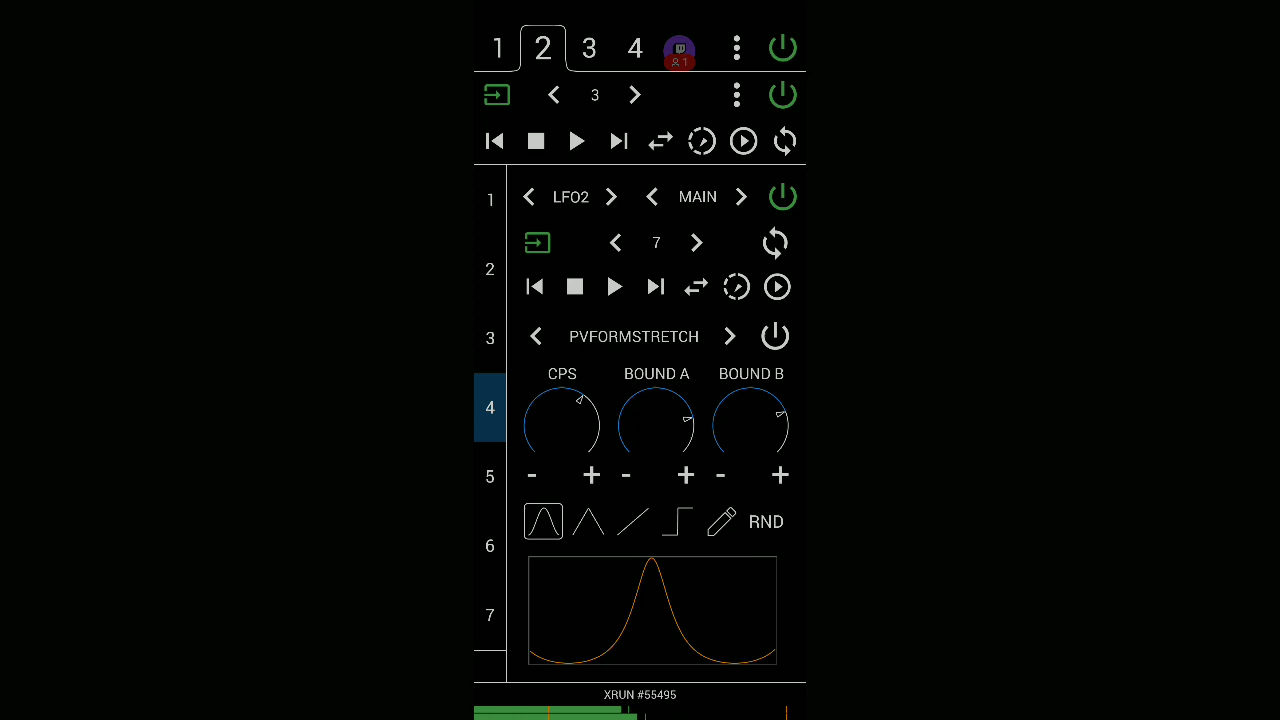 1 2 3 4
1
3
1 LFO2 MAIN
2 7
3 PVFORMSTRETCH
CPS BOUND A BOUND B
4
5 - + - + - +
RND
6
7
XRUN #55495